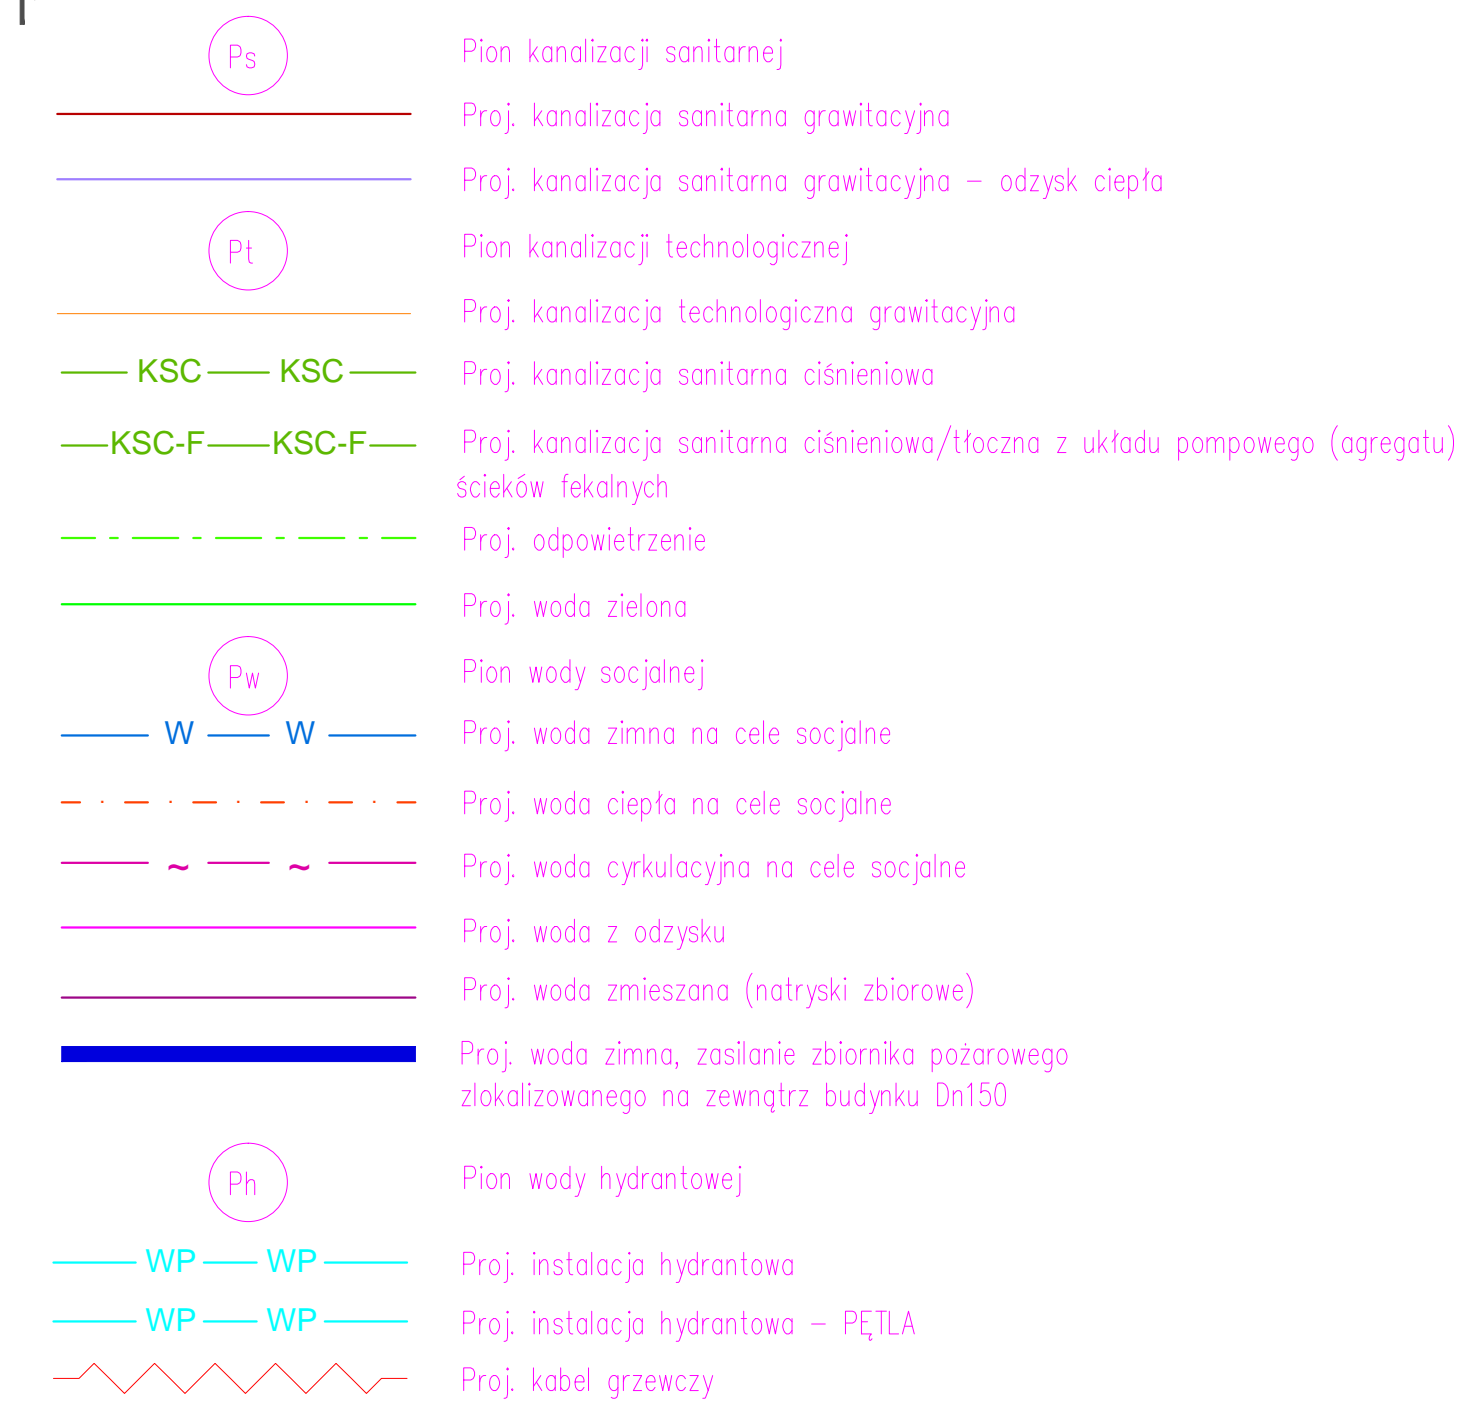 Ps Pion kanalizacji sanitarnej
Proj. kanalizacja sanitarna grawitacyjna
Proj. kanalizacja sanitarna grawitacyjna – odzysk ciepła
Pt Pion kanalizacji technologicznej
Proj. kanalizacja technologiczna grawitacyjna
KSC KSC Proj. kanalizacja sanitarna ciśnieniowa
KSC-F KSC-F Proj. kanalizacja sanitarna ciśnieniowa/tłoczna z układu pompowego (agregatu)
ścieków fekalnych
Proj. odpowietrzenie
Proj. woda zielona
Pw Pion wody socjalnej
W W Proj. woda zimna na cele socjalne
Proj. woda ciepła na cele socjalne
~ ~ Proj. woda cyrkulacyjna na cele socjalne
Proj. woda z odzysku
Proj. woda zmieszana (natryski zbiorowe)
Proj. woda zimna, zasilanie zbiornika pożarowego
zlokalizowanego na zewnątrz budynku Dn150
Ph Pion wody hydrantowej
WP WP Proj. instalacja hydrantowa
WP WP Proj. instalacja hydrantowa – PĘTLA
Proj. kabel grzewczy